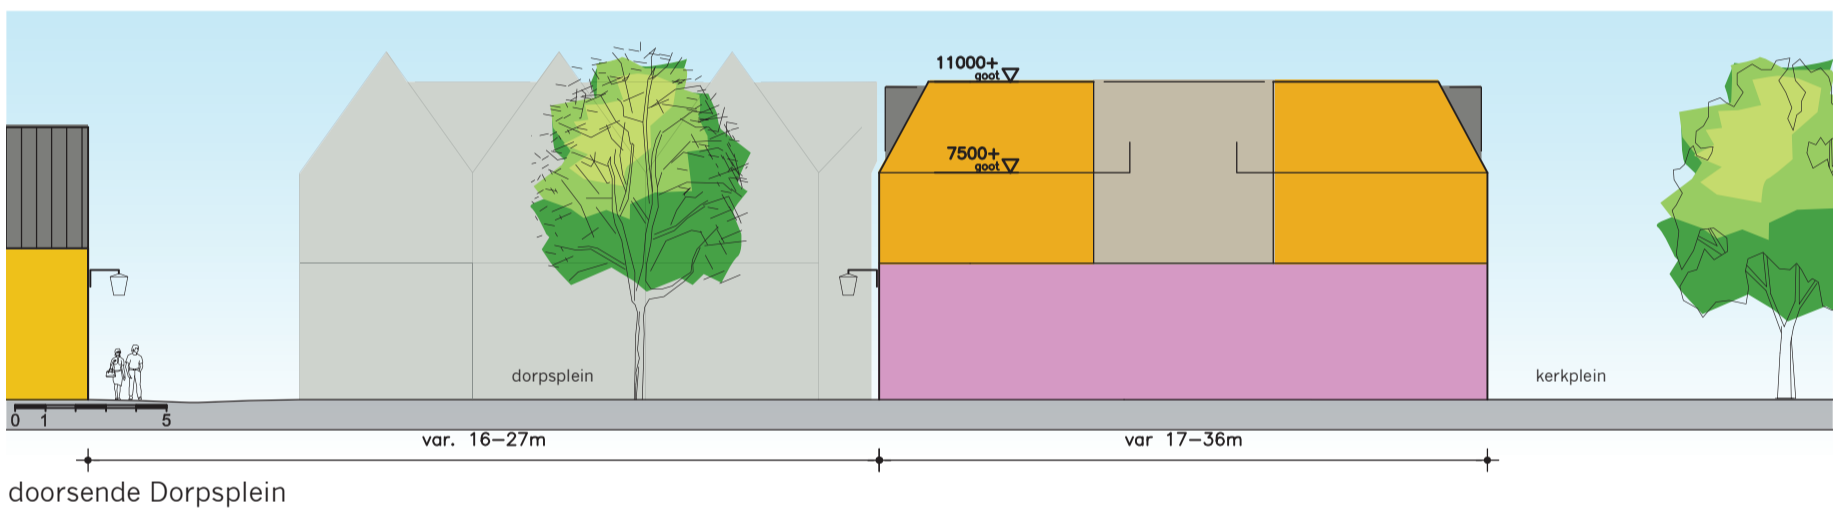 11000+
goot
7500+
goot
dorpsplein
kerkplein
0 1 5
var. 16-27m
var 17-36m
doorsende Dorpsplein